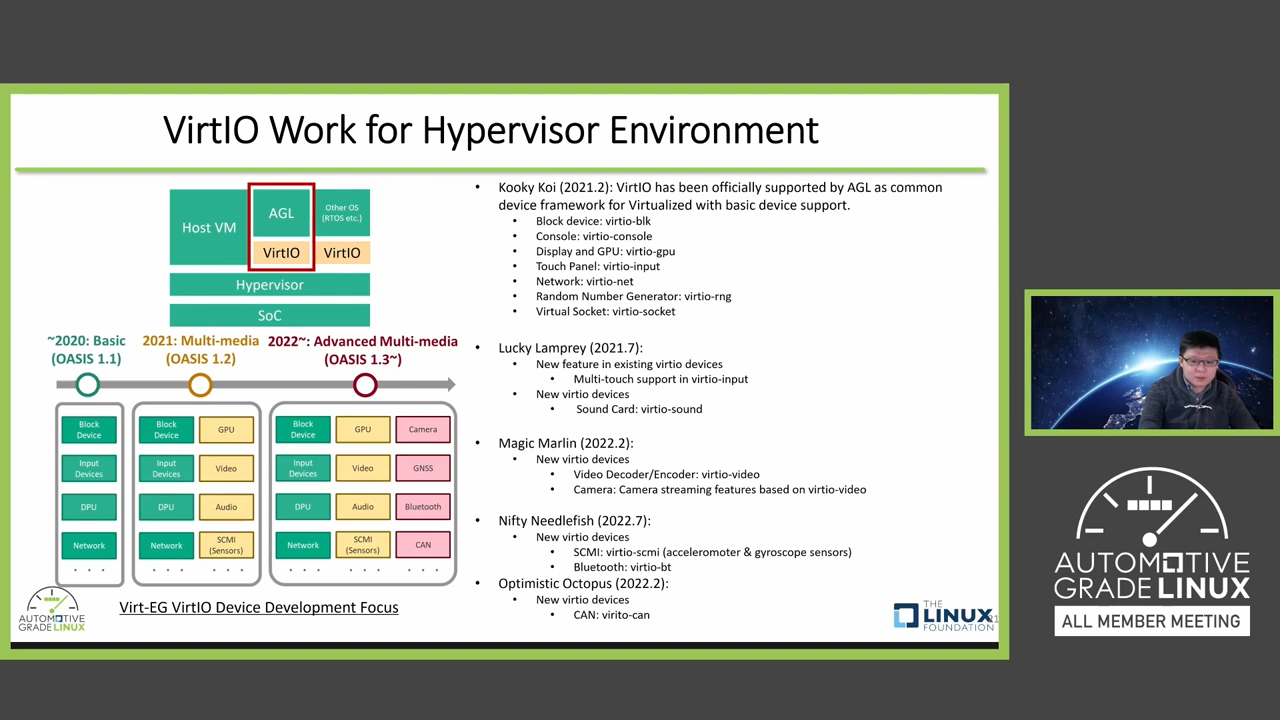 VirtIO Work for Hypervisor Environment
Host VM
AGL
Other OS
(RTOS etc.)
VirtIO
VirtIO
Hypervisor
SoC
~2020: Basic
(OASIS 1.1)
2021: Multi-media
(OASIS 1.2)
2022~: Advanced Multi-media
(OASIS 1.3~)
Block
Device
Input
Devices
DPU
Network
. . .
Block
Device
GPU
Input
Devices
Video
DPU
Audio
Network
SCMI
(Sensors)
. . .
. . .
Block
Device
GPU
Camera
Input
Devices
Video
GNSS
DPU
Audio
Bluetooth
Network
SCMI
(Sensors)
CAN
. . .
. . .
. . .
Virt-EG VirtIO Device Development Focus
• Kooky Koi (2021.2): VirtIO has been officially supported by AGL as common
device framework for Virtualized with basic device support.
• Block device: virtio-blk
• Console: virtio-console
• Display and GPU: virtio-gpu
• Touch Panel: virtio-input
• Network: virtio-net
• Random Number Generator: virtio-rng
• Virtual Socket: virtio-socket
• Lucky Lamprey (2021.7):
• New feature in existing virtio devices
• Multi-touch support in virtio-input
• New virtio devices
• Sound Card: virtio-sound
• Magic Marlin (2022.2):
• New virtio devices
• Video Decoder/Encoder: virtio-video
• Camera: Camera streaming features based on virtio-video
• Nifty Needlefish (2022.7):
• New virtio devices
• SCMI: virtio-scmi (acceleromoter & gyroscope sensors)
• Bluetooth: virtio-bt
• Optimistic Octopus (2022.2):
• New virtio devices
• CAN: virito-can
AUTOMOTIVE
GRADELINUX
THE
LINUX
FOUNDATION
21
AUTOMOTIVE
GRADELINUX
ALL MEMBER MEETING